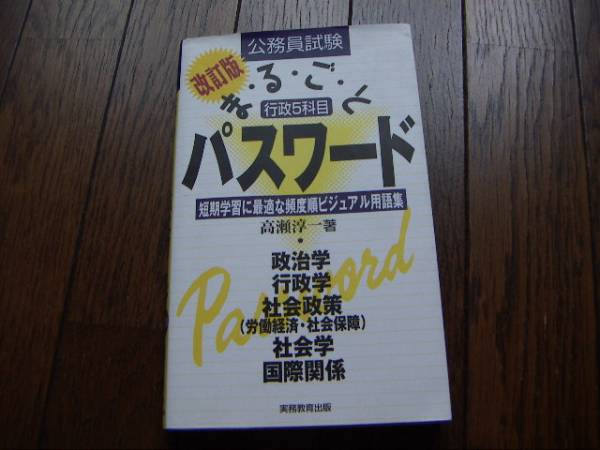 公務員試験
改訂版
ま・る・ご・と
行政5科目
パスワード
短期学習に最適な頻度順ビジュアル用語集
高瀬淳一著
Password
政治学
行政学
社会政策
(労働経済・社会保障)
社会学
国際関係
実務教育出版